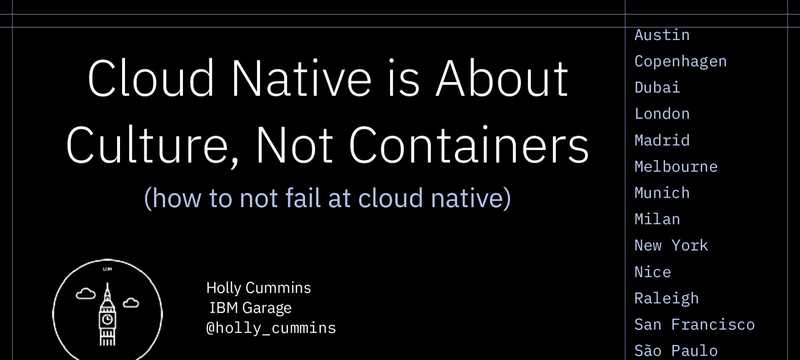 Cloud Native is About
Culture, Not Containers
(how to not fail at cloud native)
Holly Cummins
IBM Garage
@holly_cummins
Austin
Copenhagen
Dubai
London
Madrid
Melbourne
Munich
Milan
New York
Nice
Raleigh
San Francisco
São Paulo